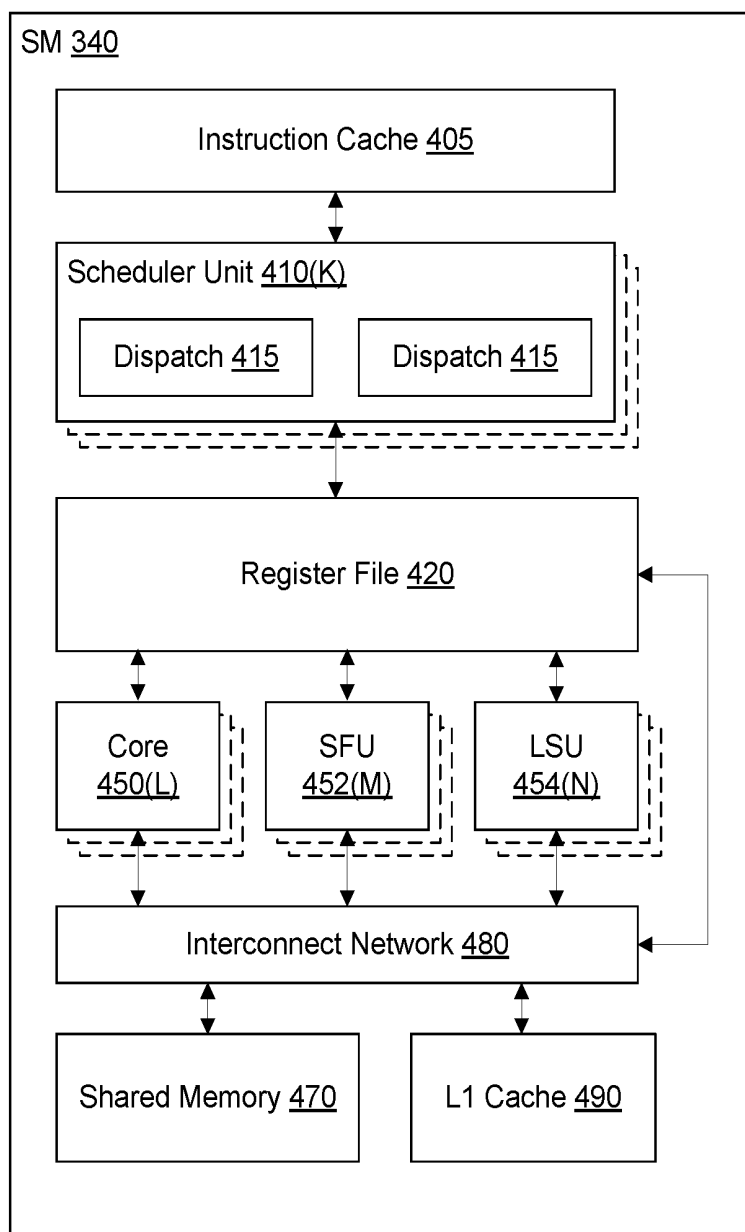 SM 340
Instruction Cache 405
Scheduler Unit 410(K)
Dispatch 415
Dispatch 415
Register File 420
Core
450(L)
SFU
452(M)
LSU
454(N)
Interconnect Network 480
Shared Memory 470
L1 Cache 490